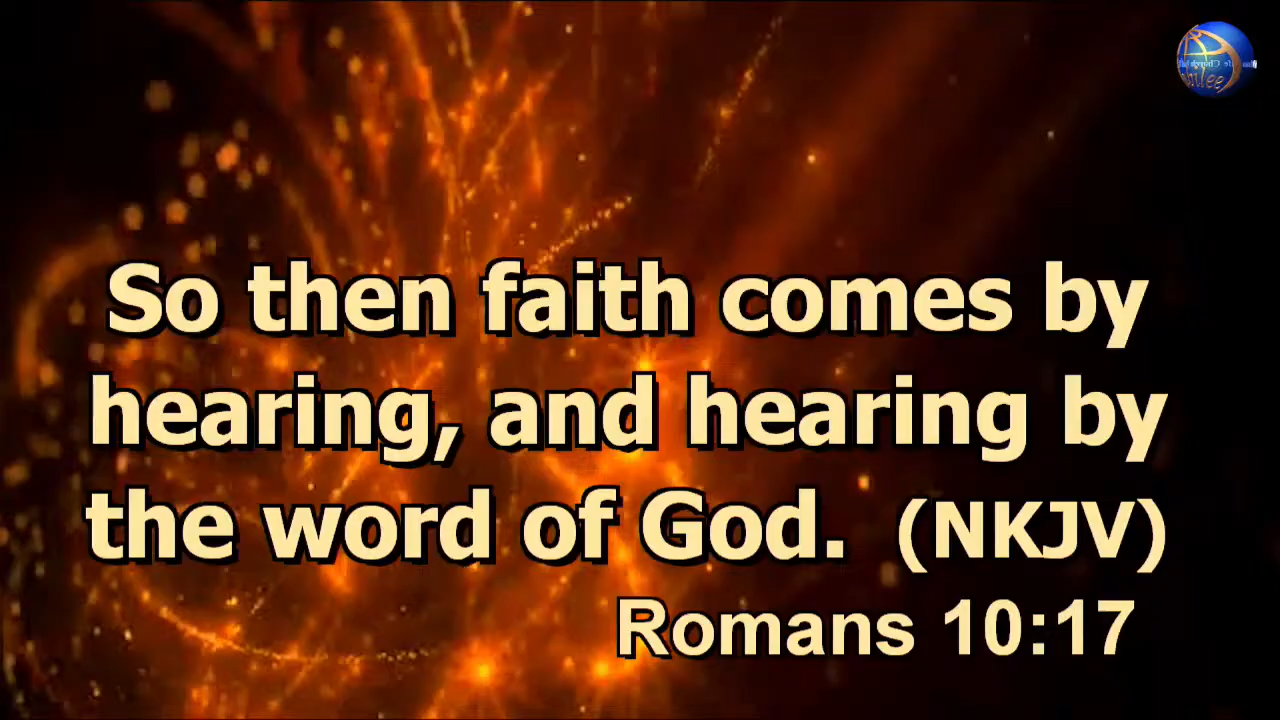 So then faith comes by
hearing, and hearing by
the word of God. (NKJV)
Romans 10:17